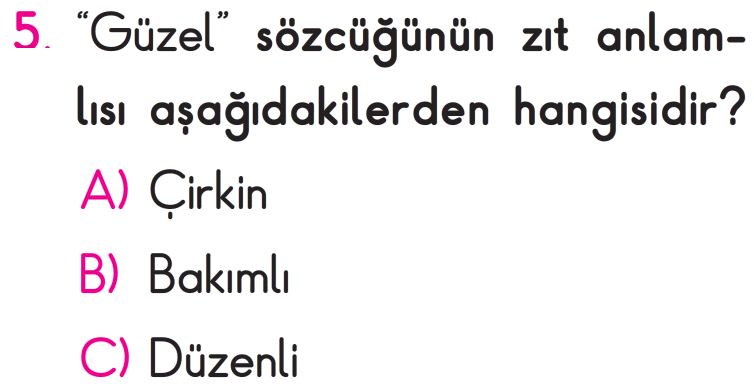 5. “Güzel” sözcüğünün zıt anlam-
lısı aşağıdakilerden hangisidir?
A) Çirkin
B) Bakımlı
C) Düzenli